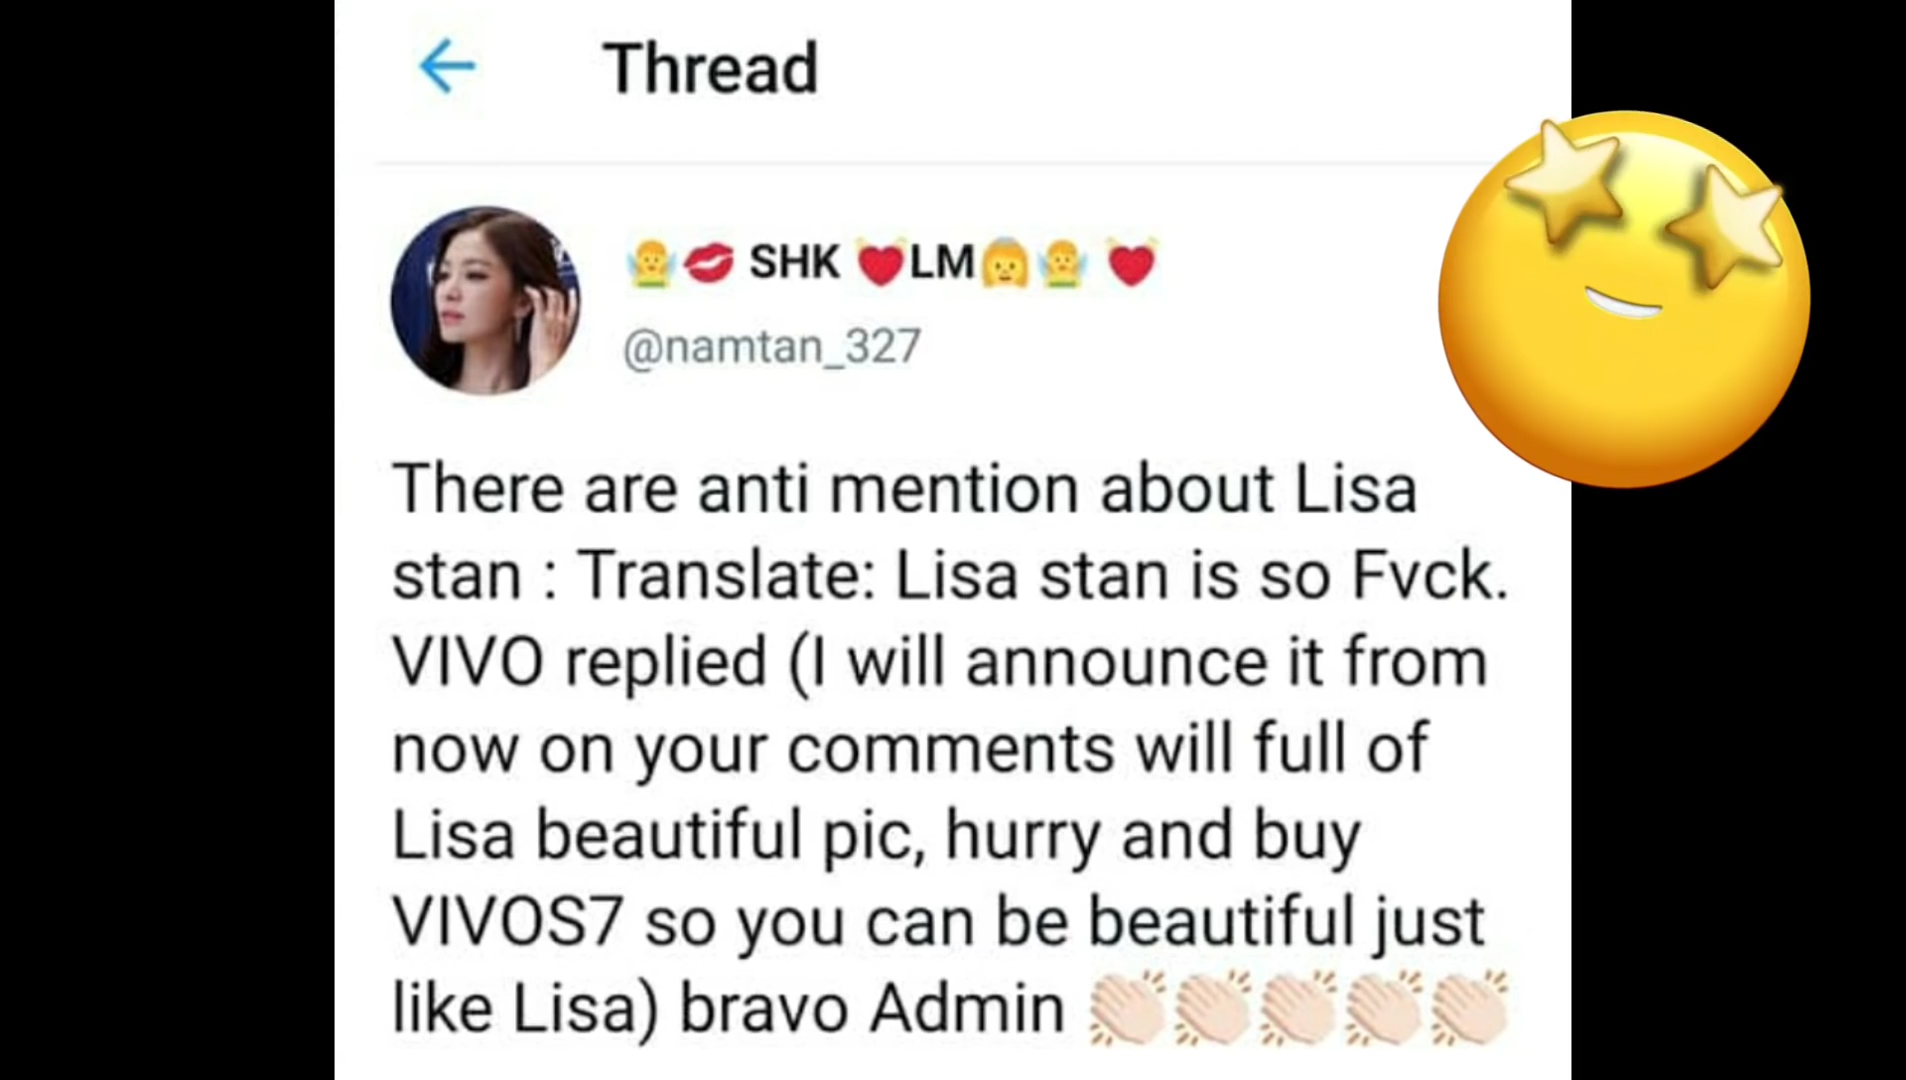 Thread
🧚💋 SHK 💓LM👩‍🦳🧚 💓
@namtan_327
There are anti mention about Lisa
stan : Translate: Lisa stan is so Fvck.
VIVO replied (I will announce it from
now on your comments will full of
Lisa beautiful pic, hurry and buy
VIVOS7 so you can be beautiful just
like Lisa) bravo Admin 👏🏻👏🏻👏🏻👏🏻👏🏻